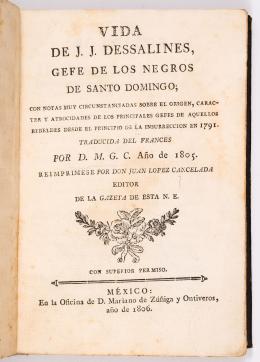 VIDA
DE J. J. DESSALINES,
GEFE DE LOS NEGROS
DE SANTO DOMINGO;
CON NOTAS MUY CIRCUNSTANCIADAS SOBRE EL ORIGEN, CARAC-
TER Y ATROCIDADES DE LOS PRINCIPALES GEFES DE AQUELLOS
REBELDES DESDE EL PRINCIPIO DE LA INSURRECCION EN 1791.
TRADUCIDA DEL FRANCES
POR D. M. G. C. Año de 1805.
REIMPRIMESE POR DON JUAN LOPEZ CANCELADA
EDITOR
DE LA GAZETA DE ESTA N. E.
CON SUPERIOR PERMISO.
MÉXICO:
En la Oficina de D. Mariano de Zúñiga y Ontiveros,
año de 1806.